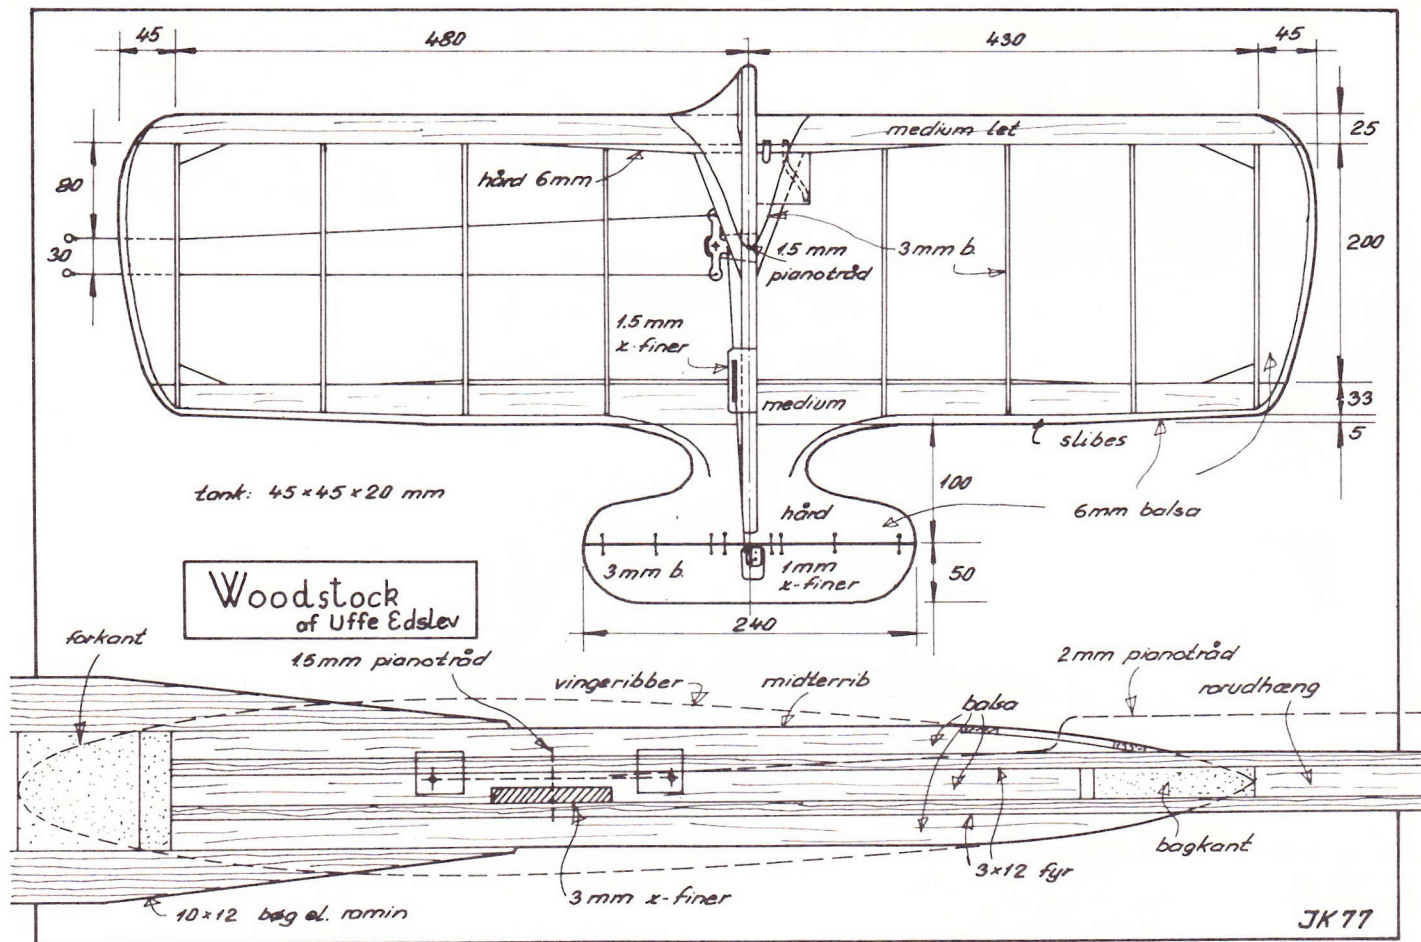 45
480
430
45
medium let
25
80
hård 6mm
30
1.5 mm
pianotråd
3mm b.
200
1.5 mm
x-finer
medium
33
5
slibes
tank: 45×45×20 mm
100
hård
6mm balsa
3mm b.
1mm
x-finer
50
240
Woodstock
af Uffe Edslev
forkant
1.5mm pianotråd
vingeribber
midterrib
2mm pianotråd
balsa
rorudhæng
bagkant
3×12 fyr
3mm x-finer
10×12 bøg el. ramin
JK 77